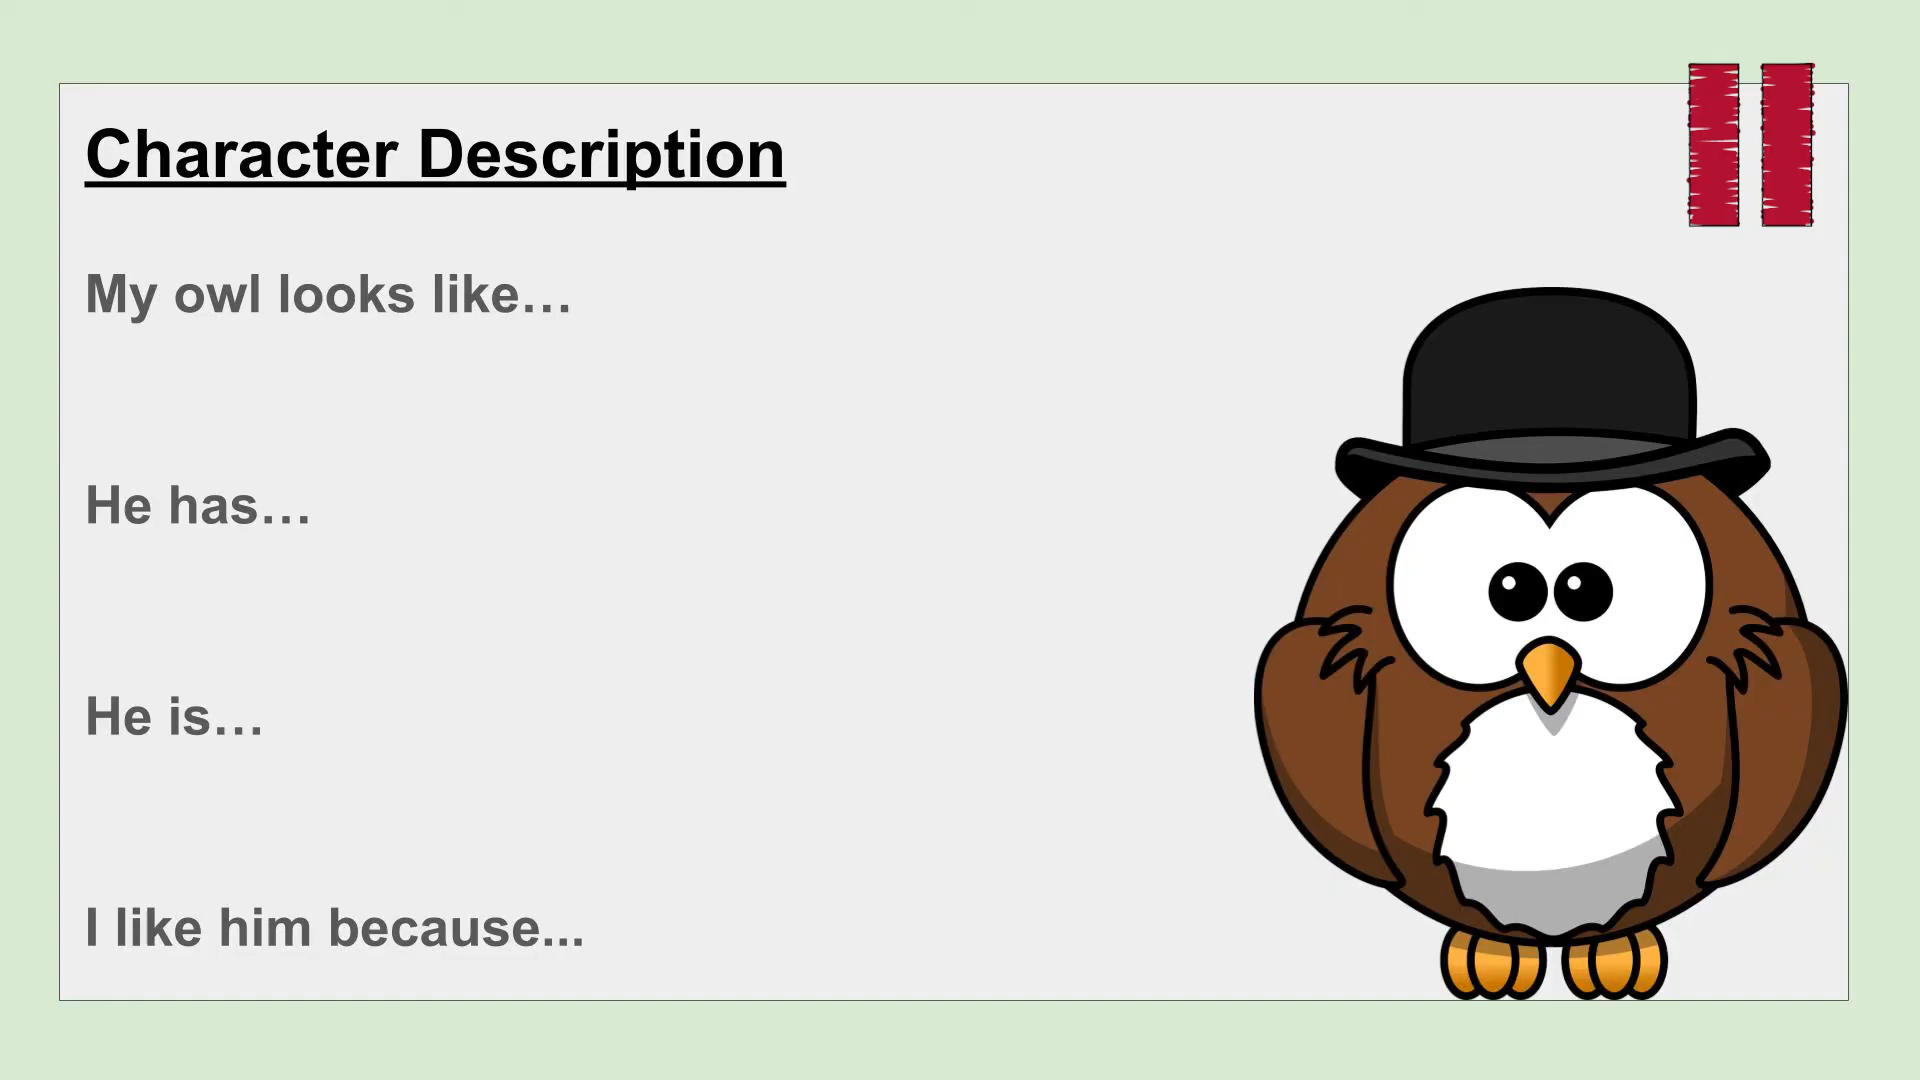 Character Description
My owl looks like…
He has…
He is…
I like him because...